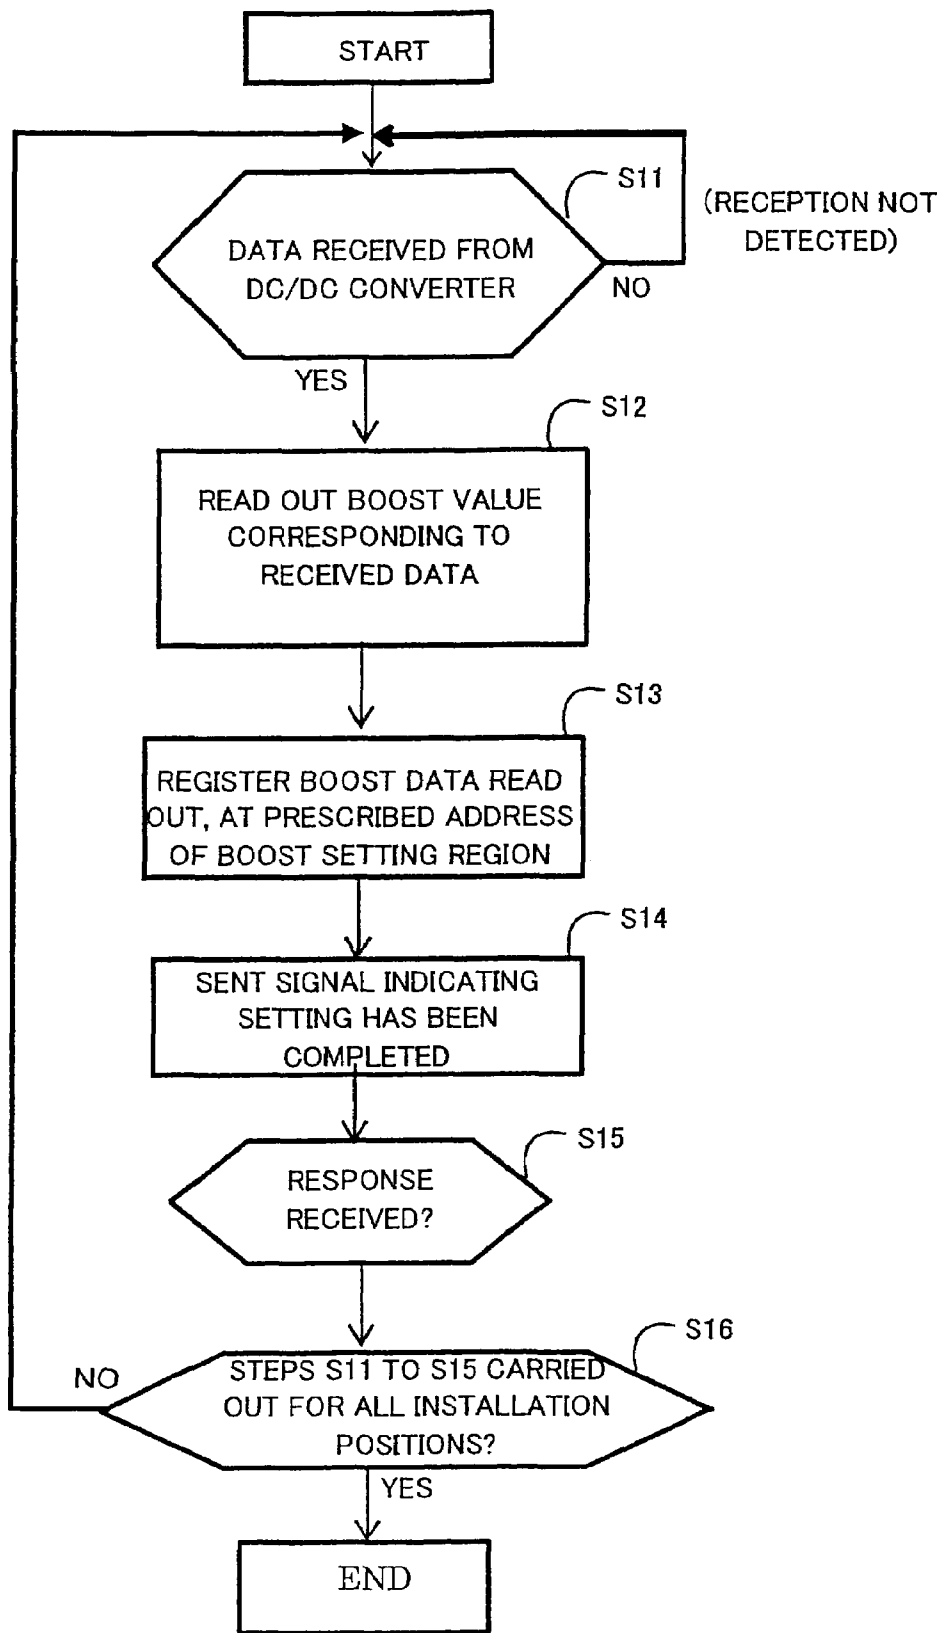 START
S11
(RECEPTION NOT
DETECTED)
DATA RECEIVED FROM
DC/DC CONVERTER
NO
YES
S12
READ OUT BOOST VALUE
CORRESPONDING TO
RECEIVED DATA
S13
REGISTER BOOST DATA READ
OUT, AT PRESCRIBED ADDRESS
OF BOOST SETTING REGION
S14
SENT SIGNAL INDICATING
SETTING HAS BEEN
COMPLETED
S15
RESPONSE
RECEIVED?
S16
NO
STEPS S11 TO S15 CARRIED
OUT FOR ALL INSTALLATION
POSITIONS?
YES
END